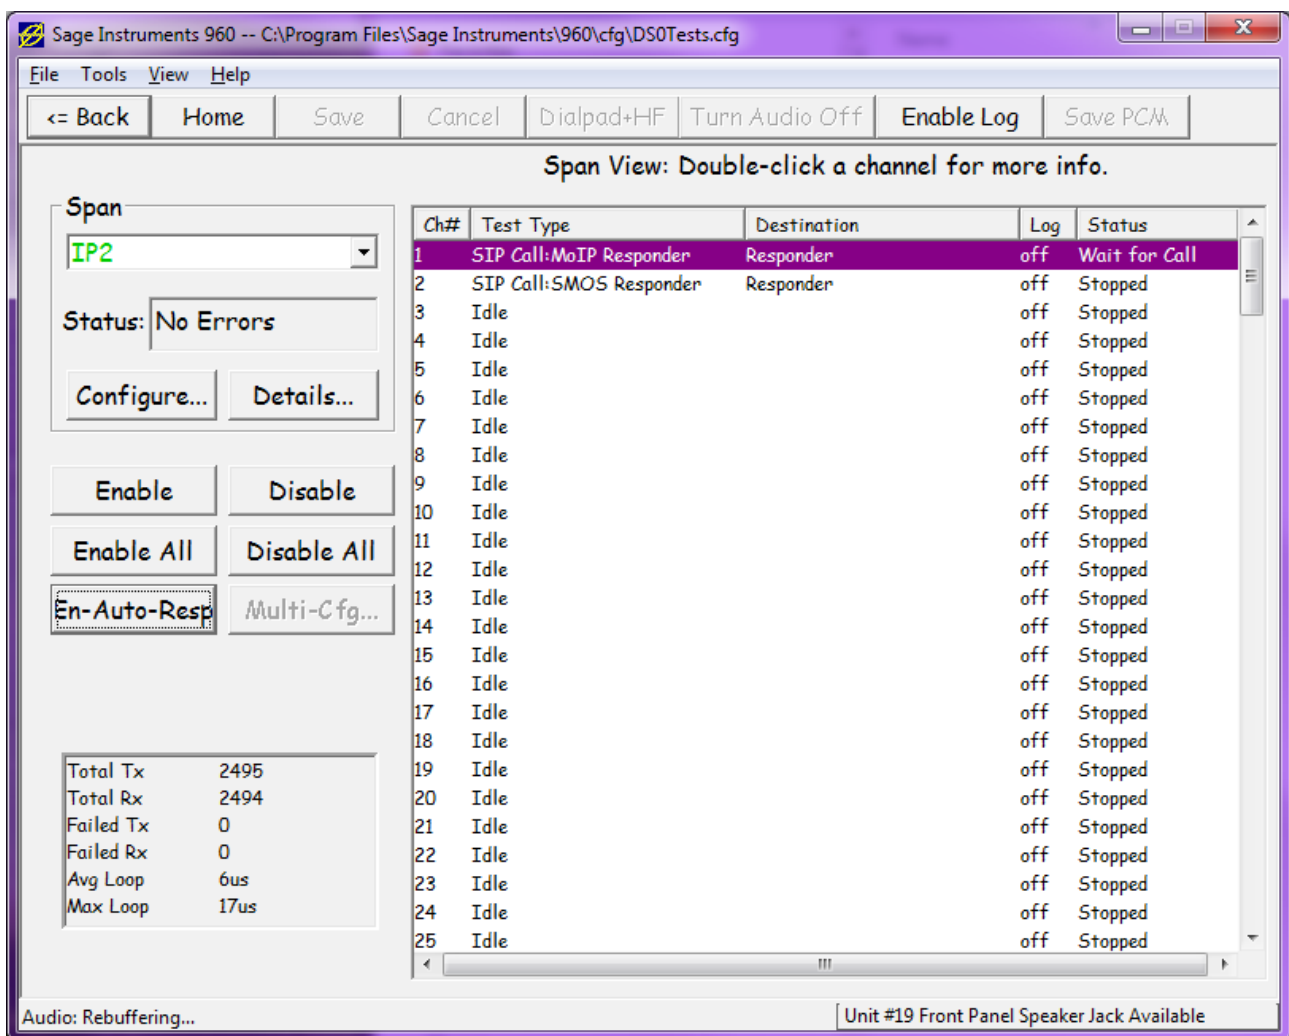 Sage Instruments 960 -- C:\Program Files\Sage Instruments\960\cfg\DS0Tests.cfg
File Tools View Help
<= Back Home Save Cancel Dialpad+HF Turn Audio Off Enable Log Save PCM
Span View: Double-click a channel for more info.
Span
IP2
Status: No Errors
Configure... Details...
Enable Disable
Enable All Disable All
En-Auto-Resp Multi-Cfg...
Total Tx 2495
Total Rx 2494
Failed Tx 0
Failed Rx 0
Avg Loop 6us
Max Loop 17us
Ch# Test Type Destination Log Status
1 SIP Call:MoIP Responder Responder off Wait for Call
2 SIP Call:SMOS Responder Responder off Stopped
3 Idle off Stopped
4 Idle off Stopped
5 Idle off Stopped
6 Idle off Stopped
7 Idle off Stopped
8 Idle off Stopped
9 Idle off Stopped
10 Idle off Stopped
11 Idle off Stopped
12 Idle off Stopped
13 Idle off Stopped
14 Idle off Stopped
15 Idle off Stopped
16 Idle off Stopped
17 Idle off Stopped
18 Idle off Stopped
19 Idle off Stopped
20 Idle off Stopped
21 Idle off Stopped
22 Idle off Stopped
23 Idle off Stopped
24 Idle off Stopped
25 Idle off Stopped
Audio: Rebuffering... Unit #19 Front Panel Speaker Jack Available